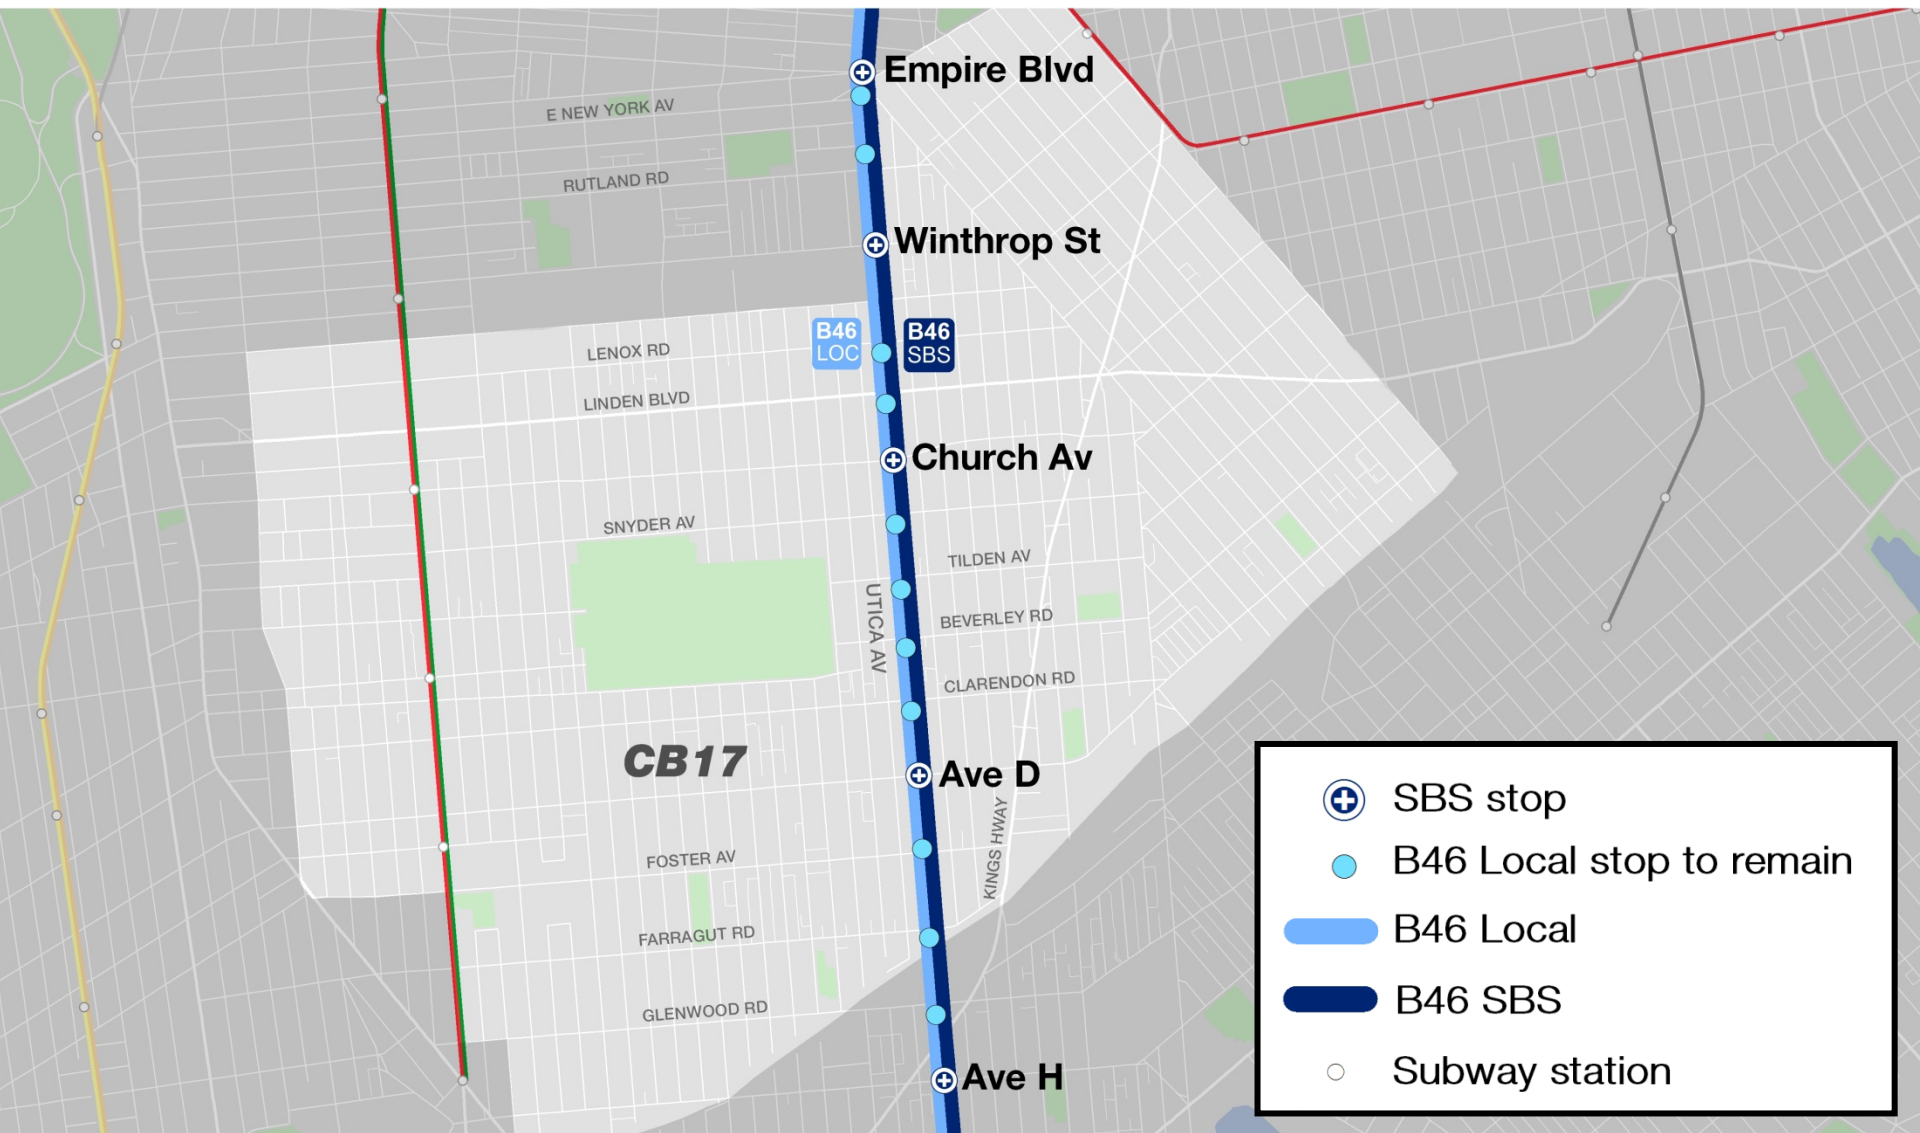 Empire Blvd
E NEW YORK AV
RUTLAND RD
Winthrop St
B46
LOC
B46
SBS
LENOX RD
LINDEN BLVD
Church Av
SNYDER AV
TILDEN AV
UTICA AV
BEVERLEY RD
CLARENDON RD
CB17
Ave D
KINGS HWAY
FOSTER AV
FARRAGUT RD
GLENWOOD RD
Ave H
SBS stop
B46 Local stop to remain
B46 Local
B46 SBS
Subway station